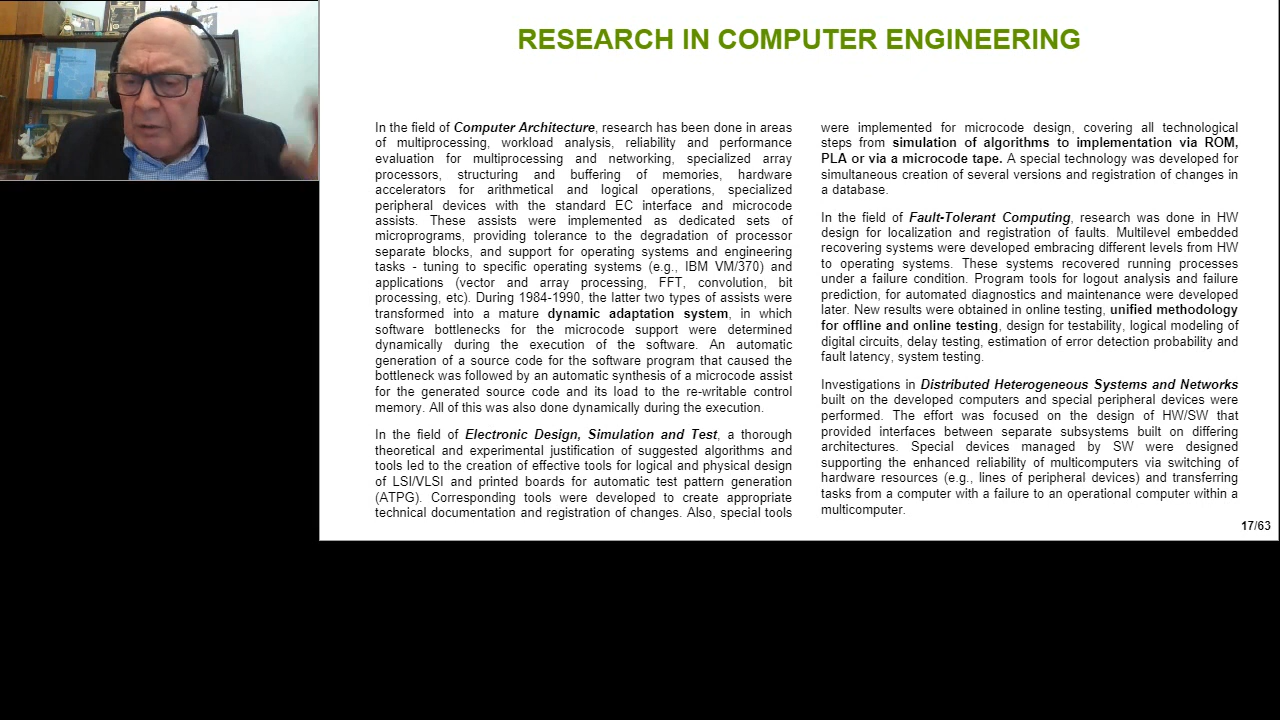 RESEARCH IN COMPUTER ENGINEERING
In the field of Computer Architecture, research has been done in areas
of multiprocessing, workload analysis, reliability and performance
evaluation for multiprocessing and networking, specialized array
processors, structuring and buffering of memories, hardware
accelerators for arithmetical and logical operations, specialized
peripheral devices with the standard EC interface and microcode
assists. These assists were implemented as dedicated sets of
microprograms, providing tolerance to the degradation of processor
separate blocks, and support for operating systems and engineering
tasks - tuning to specific operating systems (e.g., IBM VM/370) and
applications (vector and array processing, FFT, convolution, bit
processing, etc). During 1984-1990, the latter two types of assists were
transformed into a mature dynamic adaptation system, in which
software bottlenecks for the microcode support were determined
dynamically during the execution of the software. An automatic
generation of a source code for the software program that caused the
bottleneck was followed by an automatic synthesis of a microcode assist
for the generated source code and its load to the re-writable control
memory. All of this was also done dynamically during the execution.
In the field of Electronic Design, Simulation and Test, a thorough
theoretical and experimental justification of suggested algorithms and
tools led to the creation of effective tools for logical and physical design
of LSI/VLSI and printed boards for automatic test pattern generation
(ATPG). Corresponding tools were developed to create appropriate
technical documentation and registration of changes. Also, special tools
were implemented for microcode design, covering all technological
steps from simulation of algorithms to implementation via ROM,
PLA or via a microcode tape. A special technology was developed for
simultaneous creation of several versions and registration of changes in
a database.
In the field of Fault-Tolerant Computing, research was done in HW
design for localization and registration of faults. Multilevel embedded
recovering systems were developed embracing different levels from HW
to operating systems. These systems recovered running processes
under a failure condition. Program tools for logout analysis and failure
prediction, for automated diagnostics and maintenance were developed
later. New results were obtained in online testing, unified methodology
for offline and online testing, design for testability, logical modeling of
digital circuits, delay testing, estimation of error detection probability and
fault latency, system testing.
Investigations in Distributed Heterogeneous Systems and Networks
built on the developed computers and special peripheral devices were
performed. The effort was focused on the design of HW/SW that
provided interfaces between separate subsystems built on differing
architectures. Special devices managed by SW were designed
supporting the enhanced reliability of multicomputers via switching of
hardware resources (e.g., lines of peripheral devices) and transferring
tasks from a computer with a failure to an operational computer within a
multicomputer.
17/63